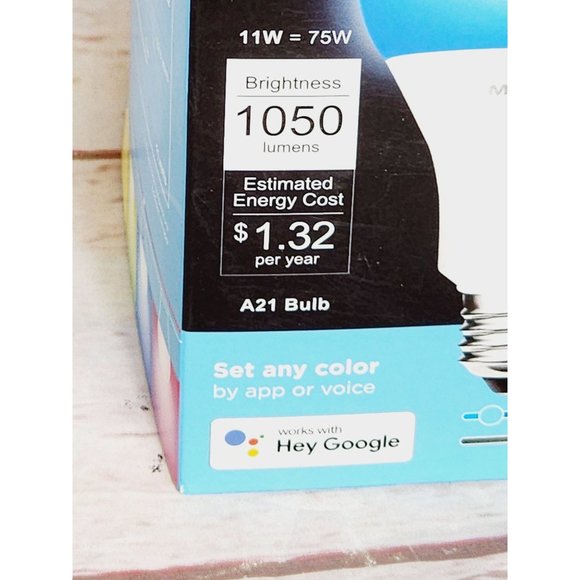 11W = 75W
Brightness
1050
lumens
Estimated
Energy Cost
$ 1.32
per year
A21 Bulb
Set any color
by app or voice
works with
Hey Google